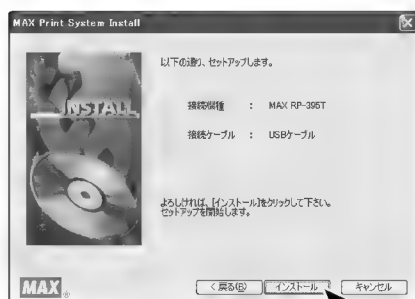 MAX Print System Install
INSTALL
以下の通り、セットアップします。
接続機種 : MAX RP-395T
接続ケーブル : USBケーブル
よろしければ、[インストール]をクリックして下さい。
セットアップを開始します。
MAX®
< 戻る(B) インストール キャンセル